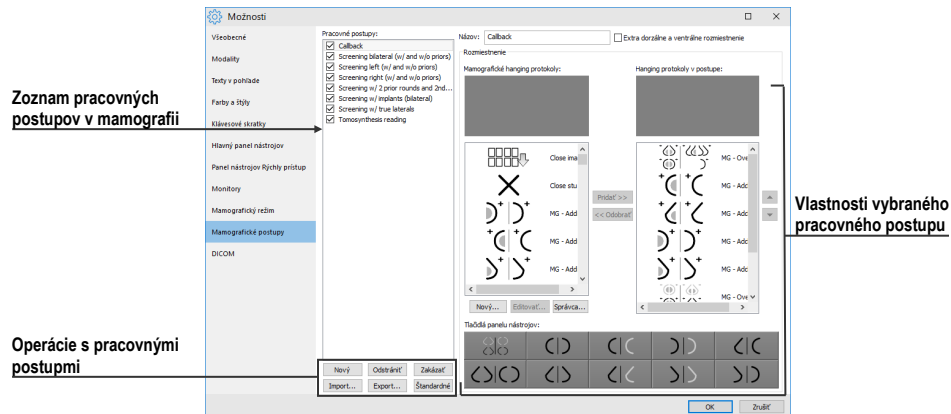 Možnosti
Všeobecné
Modality
Texty v pohľade
Farby a štýly
Klávesové skratky
Hlavný panel nástrojov
Panel nástrojov Rýchly prístup
Monitory
Mamografický režim
Mamografické postupy
DICOM
Pracovné postupy:
Callback
Screening bilateral (w/ and w/o priors)
Screening left (w/ and w/o priors)
Screening right (w/ and w/o priors)
Screening w/ 2 prior rounds and 2nd...
Screening w/ implants (bilateral)
Screening w/ true laterals
Tomosynthesis reading
Nový Odstrániť Zakázať
Import... Export... Štandardné
Názov: Callback Extra dorzálne a ventrálne rozmiestnenie
Rozmiestnenie
Mamografické hanging protokoly: Hanging protokoly v postupe:
Close ima
Close stu
MG - Add
MG - Add
MG - Add
Pridať >>
<< Odobrať
MG - Ove
MG - Add
MG - Add
MG - Add
MG - Add
MG - Ove
Nový... Editovať... Správca...
Tlačidlá panelu nástrojov:
OK Zrušiť
Zoznam pracovných
postupov v mamografii
Operácie s pracovnými
postupmi
Vlastnosti vybraného
pracovného postupu